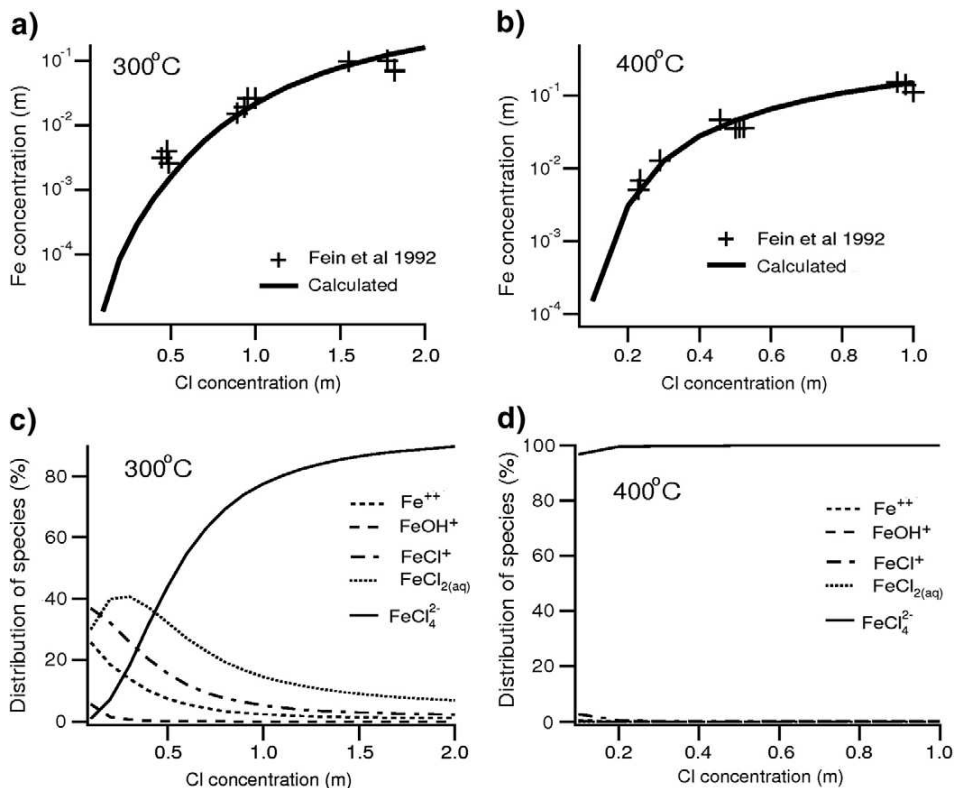 a)
300°C
Fe concentration (m)
10⁻¹
10⁻²
10⁻³
10⁻⁴
Fein et al 1992
Calculated
0.5 1.0 1.5 2.0
Cl concentration (m)
b)
400°C
Fe concentration (m)
10⁻¹
10⁻²
10⁻³
10⁻⁴
Fein et al 1992
Calculated
0.2 0.4 0.6 0.8 1.0
Cl concentration (m)
c)
300°C
Distribution of species (%)
80
60
40
20
0
Fe⁺⁺
FeOH⁺
FeCl⁺
FeCl₂₍aq₎
FeCl₄²⁻
0.5 1.0 1.5 2.0
Cl concentration (m)
d)
400°C
Distribution of species (%)
100
80
60
40
20
0
Fe⁺⁺
FeOH⁺
FeCl⁺
FeCl₂₍aq₎
FeCl₄²⁻
0.2 0.4 0.6 0.8 1.0
Cl concentration (m)